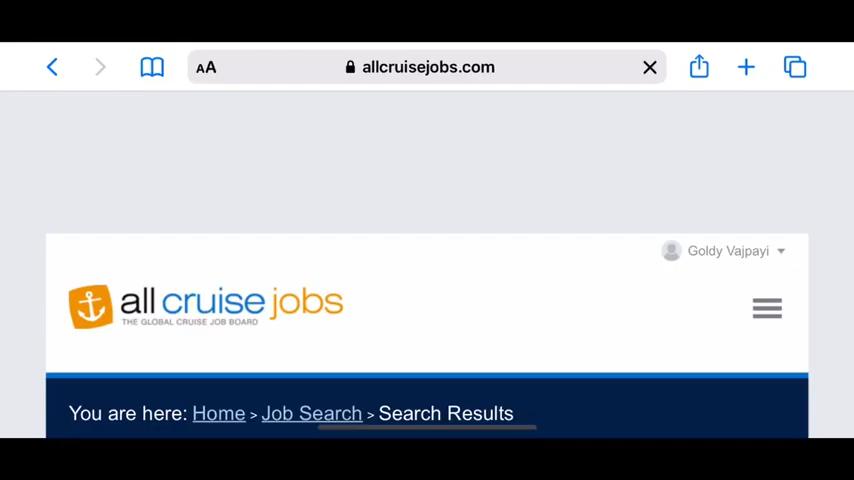 AA allcruisejobs.com
Goldy Vajpayi
all cruise jobs
THE GLOBAL CRUISE JOB BOARD
You are here: Home > Job Search > Search Results